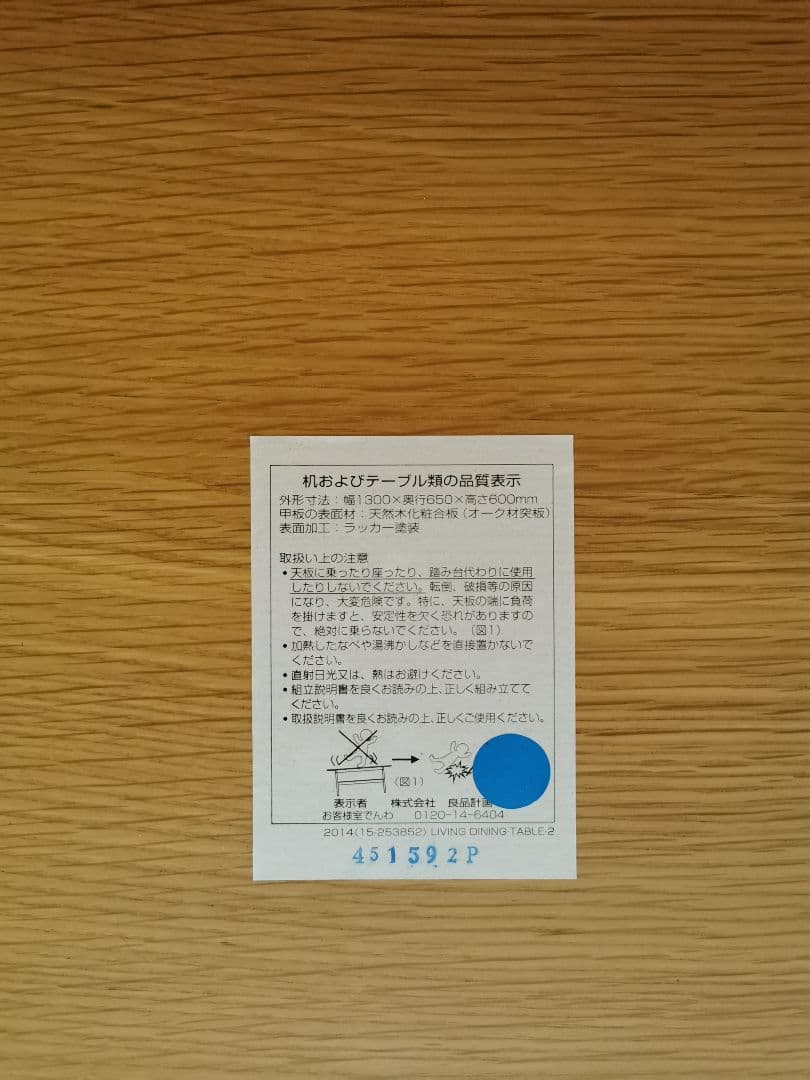 机およびテーブル類の品質表示
外形寸法：幅1300×奥行650×高さ600mm
甲板の表面材：天然木化粧合板（オーク材突板）
表面加工：ラッカー塗装
取扱い上の注意
•天板に乗ったり座ったり、踏み台代わりに使用
したりしないでください。転倒、破損等の原因
になり、大変危険です。特に、天板の端に負荷
を掛けますと、安定性を欠く恐れがありますの
で、絶対に乗らないでください。（図1）
•加熱したなべや湯沸かしなどを直接置かないで
ください。
•直射日光又は、熱はお避けください。
•組立説明書を良くお読みの上、正しく組み立てて
ください。
•取扱説明書を良くお読みの上、正しくご使用ください。
（図1）
表示者 株式会社 良品計画
お客様室でんわ 0120-14-6404
2014(15-253852) LIVING DINING-TABLE-2
451592P